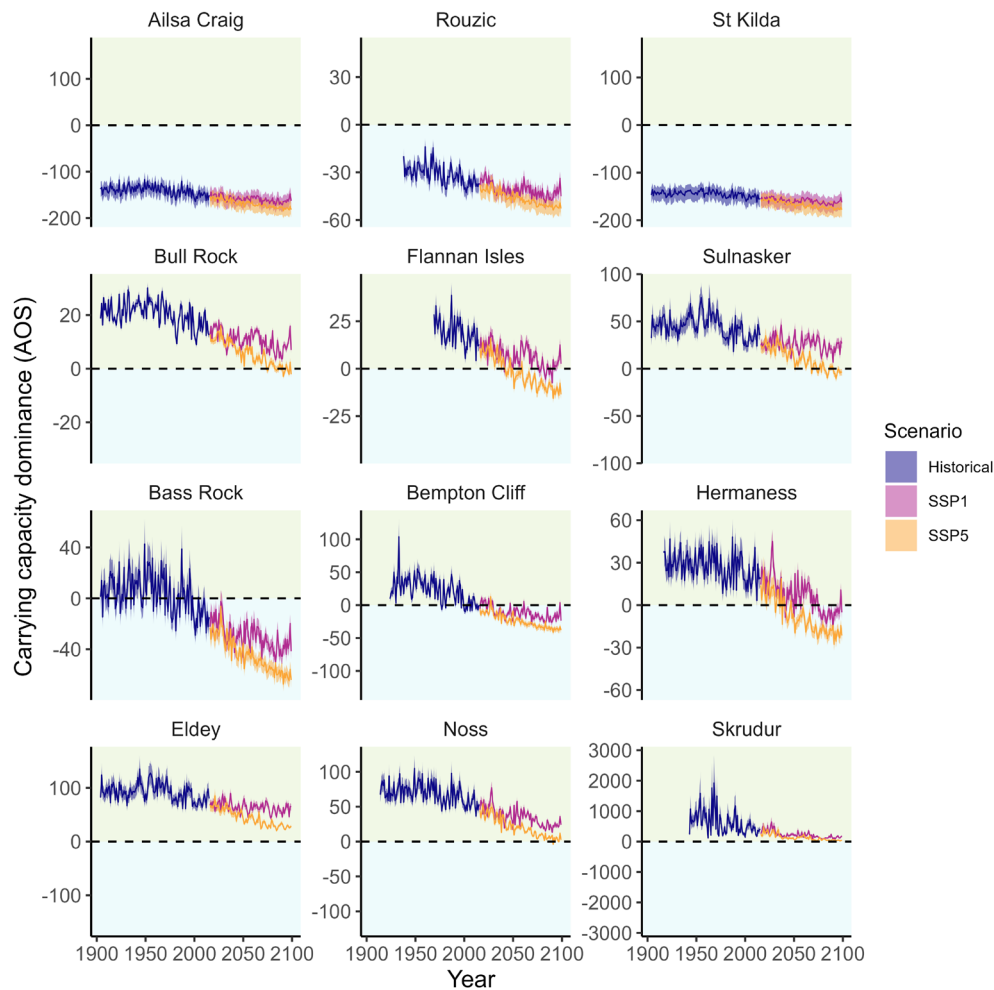 Ailsa Craig
Rouzic
St Kilda
100
0
-100
-200
30
0
-30
-60
100
0
-100
-200
Bull Rock
Flannan Isles
Sulnasker
20
0
-20
25
0
-25
100
50
0
-50
-100
Bass Rock
Bempton Cliff
Hermaness
40
0
-40
100
50
0
-50
-100
60
30
0
-30
-60
Eldey
Noss
Skrudur
100
0
-100
100
50
0
-50
-100
3000
2000
1000
0
-1000
-2000
-3000
1900 1950 2000 2050 2100
1900 1950 2000 2050 2100
1900 1950 2000 2050 2100
Year
Carrying capacity dominance (AOS)
Scenario
Historical
SSP1
SSP5